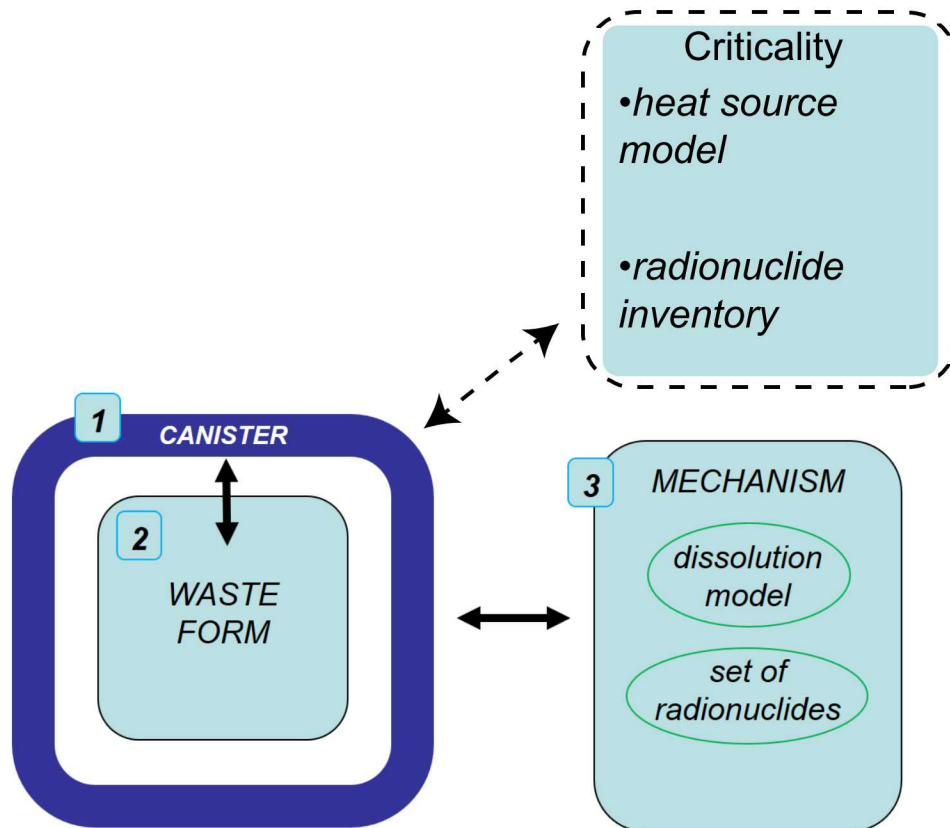 Criticality
•heat source
model
•radionuclide
inventory
1
CANISTER
2
WASTE
FORM
3
MECHANISM
dissolution
model
set of
radionuclides